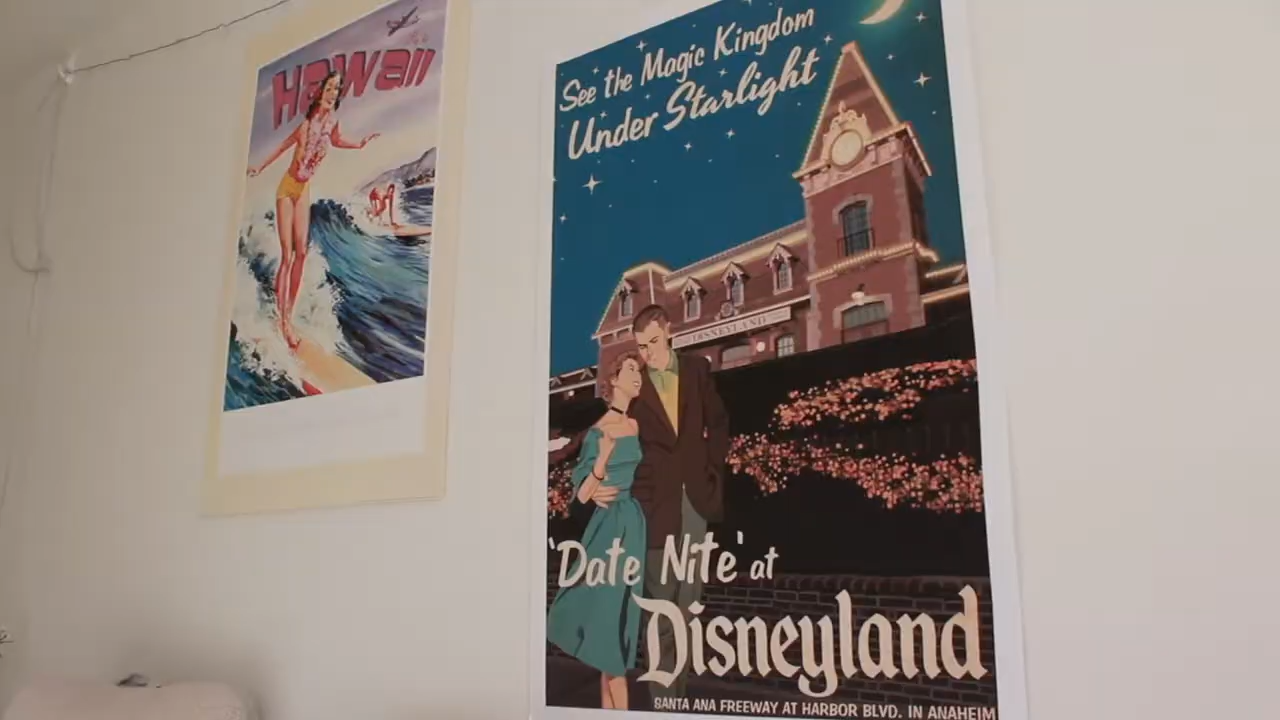 Hawaii
See the Magic Kingdom
Under Starlight
DISNEYLAND
'Date Nite' at
Disneyland
SANTA ANA FREEWAY AT HARBOR BLVD. IN ANAHEIM